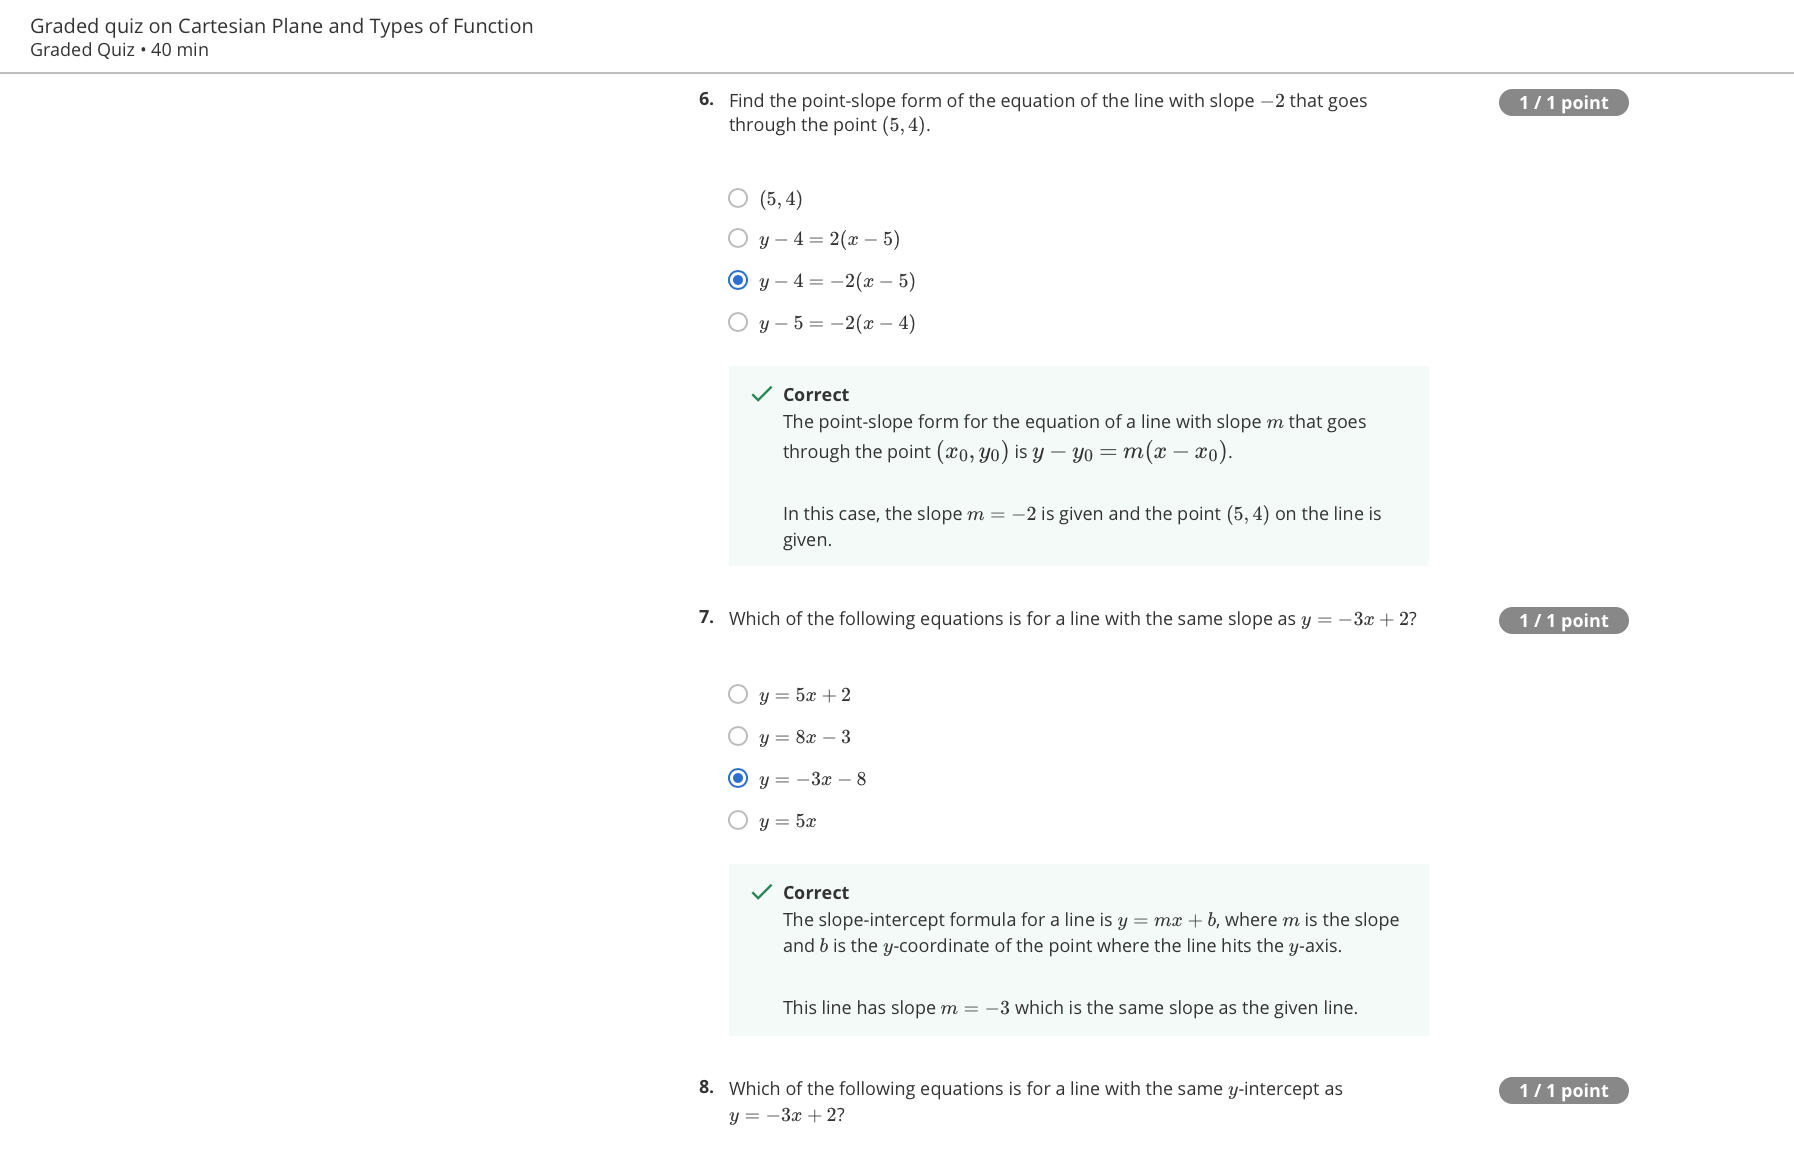 Graded quiz on Cartesian Plane and Types of Function
Graded Quiz • 40 min
6. Find the point-slope form of the equation of the line with slope −2 that goes 1 / 1 point
through the point (5, 4).
(5, 4)
y − 4 = 2(x − 5)
y − 4 = −2(x − 5)
y − 5 = −2(x − 4)
Correct
The point-slope form for the equation of a line with slope m that goes
through the point (x₀, y₀) is y − y₀ = m(x − x₀).
In this case, the slope m = −2 is given and the point (5, 4) on the line is
given.
7. Which of the following equations is for a line with the same slope as y = −3x + 2? 1 / 1 point
y = 5x + 2
y = 8x − 3
y = −3x − 8
y = 5x
Correct
The slope-intercept formula for a line is y = mx + b, where m is the slope
and b is the y-coordinate of the point where the line hits the y-axis.
This line has slope m = −3 which is the same slope as the given line.
8. Which of the following equations is for a line with the same y-intercept as 1 / 1 point
y = −3x + 2?